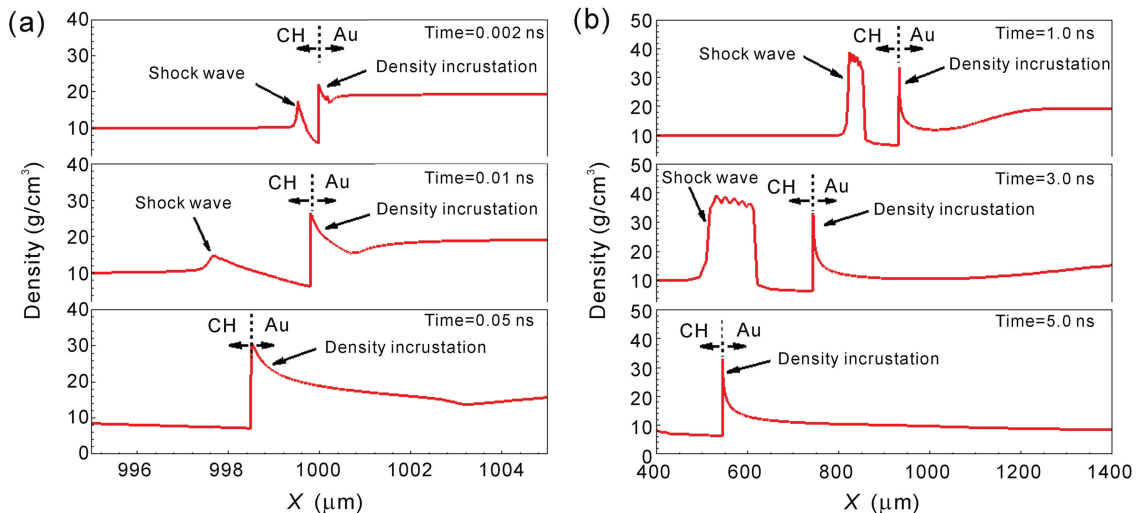 (a)
Density (g/cm³)
40
30
20
10
0
CH Au
Time=0.002 ns
Shock wave
Density incrustation
40
30
20
10
0
CH Au
Time=0.01 ns
Shock wave
Density incrustation
40
30
20
10
0
CH Au
Time=0.05 ns
Density incrustation
996 998 1000 1002 1004
X (μm)
(b)
Density (g/cm³)
50
40
30
20
10
0
CH Au
Time=1.0 ns
Shock wave
Density incrustation
50
40
30
20
10
0
CH Au
Time=3.0 ns
Shock wave
Density incrustation
50
40
30
20
10
0
CH Au
Time=5.0 ns
Density incrustation
400 600 800 1000 1200 1400
X (μm)